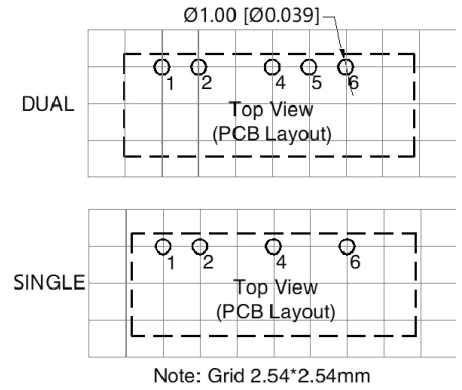 Ø1.00 [Ø0.039]
1 2 4 5 6
DUAL
Top View
(PCB Layout)
1 2 4 6
SINGLE
Top View
(PCB Layout)
Note: Grid 2.54*2.54mm